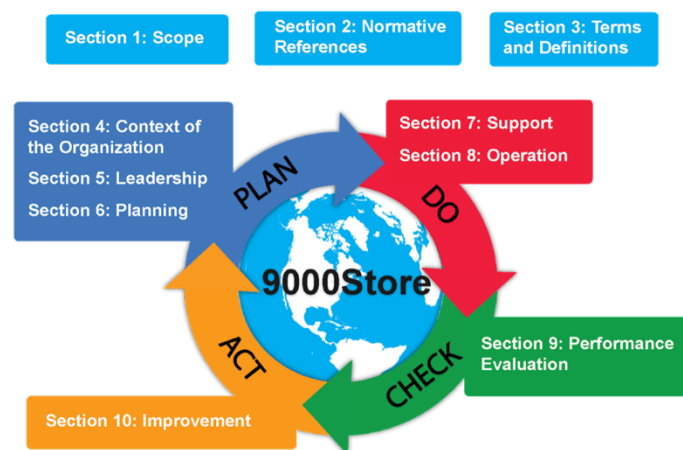 Section 1: Scope
Section 2: Normative
References
Section 3: Terms
and Definitions
Section 4: Context of
the Organization
Section 5: Leadership
Section 6: Planning
Section 7: Support
Section 8: Operation
PLAN
DO
9000Store
Section 9: Performance
Evaluation
ACT
CHECK
Section 10: Improvement